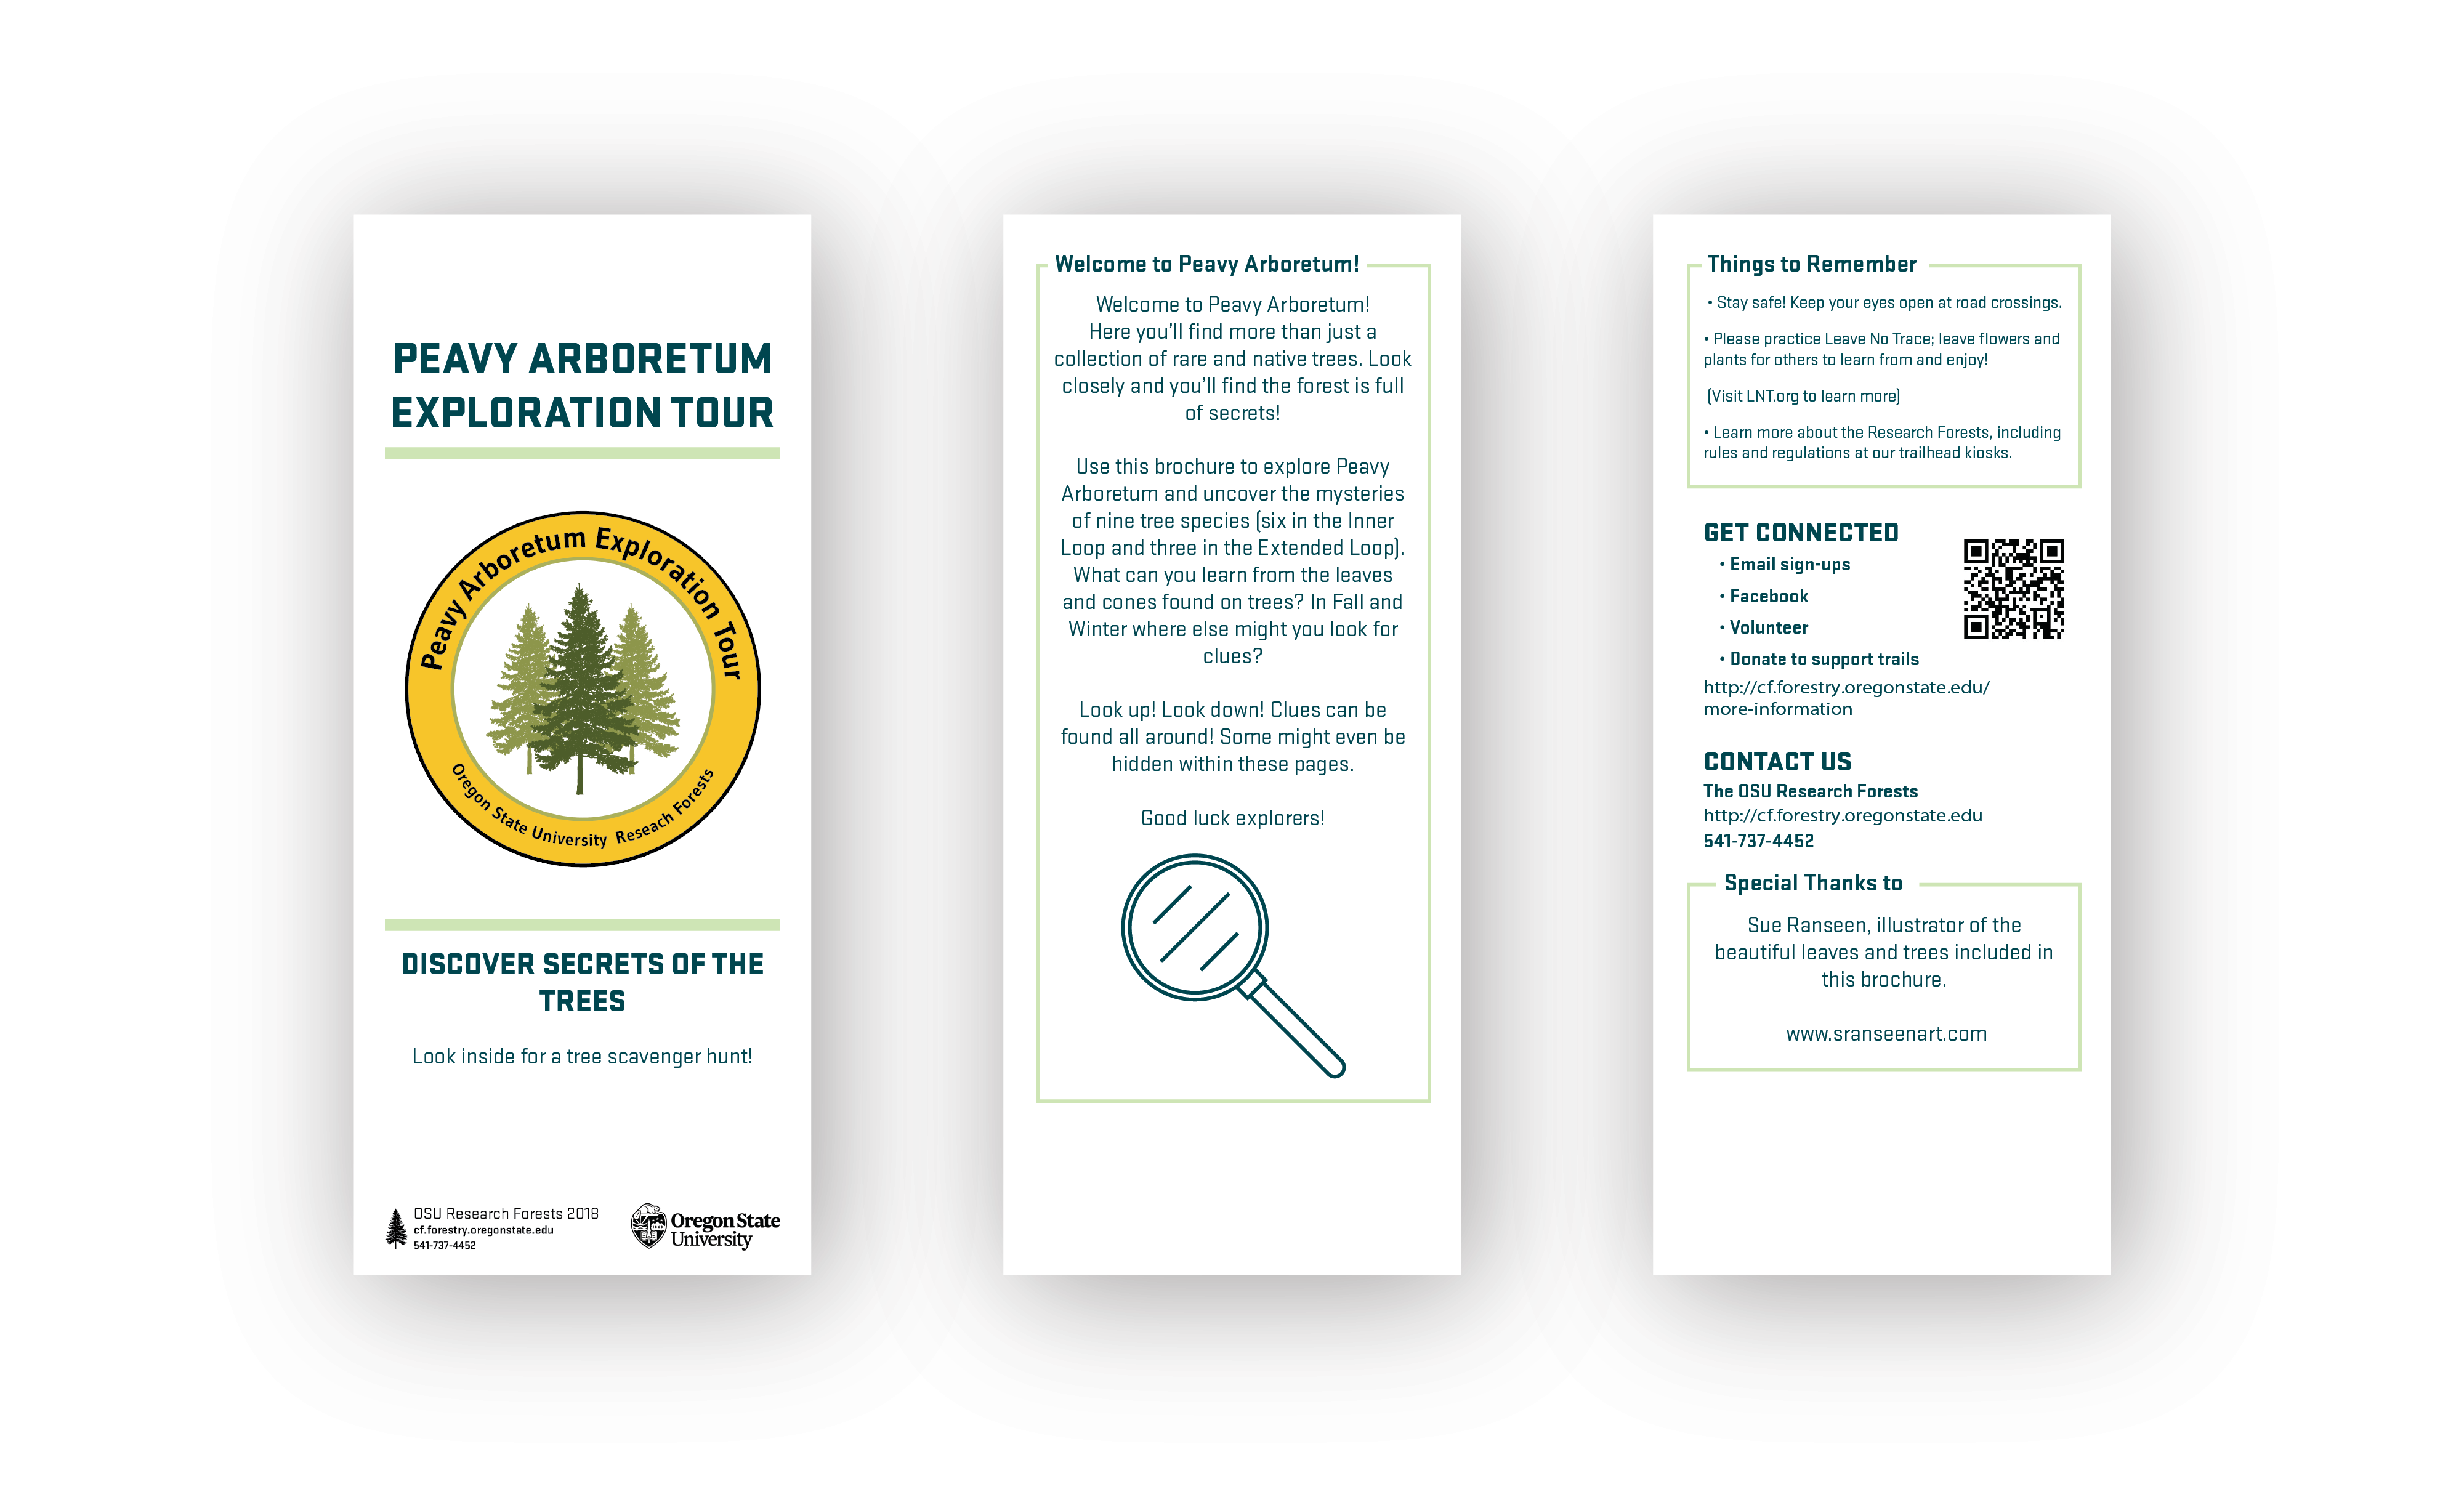 PEAVY ARBORETUM
EXPLORATION TOUR
Peavy Arboretum Exploration Tour
Oregon State University Reseach Forests
DISCOVER SECRETS OF THE
TREES
Look inside for a tree scavenger hunt!
OSU Research Forests 2018
cf.forestry.oregonstate.edu
541-737-4452
Oregon State
University
Welcome to Peavy Arboretum!
Welcome to Peavy Arboretum!
Here you'll find more than just a
collection of rare and native trees. Look
closely and you'll find the forest is full
of secrets!
Use this brochure to explore Peavy
Arboretum and uncover the mysteries
of nine tree species (six in the Inner
Loop and three in the Extended Loop).
What can you learn from the leaves
and cones found on trees? In Fall and
Winter where else might you look for
clues?
Look up! Look down! Clues can be
found all around! Some might even be
hidden within these pages.
Good luck explorers!
Things to Remember
• Stay safe! Keep your eyes open at road crossings.
• Please practice Leave No Trace; leave flowers and
plants for others to learn from and enjoy!
(Visit LNT.org to learn more)
• Learn more about the Research Forests, including
rules and regulations at our trailhead kiosks.
GET CONNECTED
• Email sign-ups
• Facebook
• Volunteer
• Donate to support trails
http://cf.forestry.oregonstate.edu/
more-information
CONTACT US
The OSU Research Forests
http://cf.forestry.oregonstate.edu
541-737-4452
Special Thanks to
Sue Ranseen, illustrator of the
beautiful leaves and trees included in
this brochure.
www.sranseenart.com